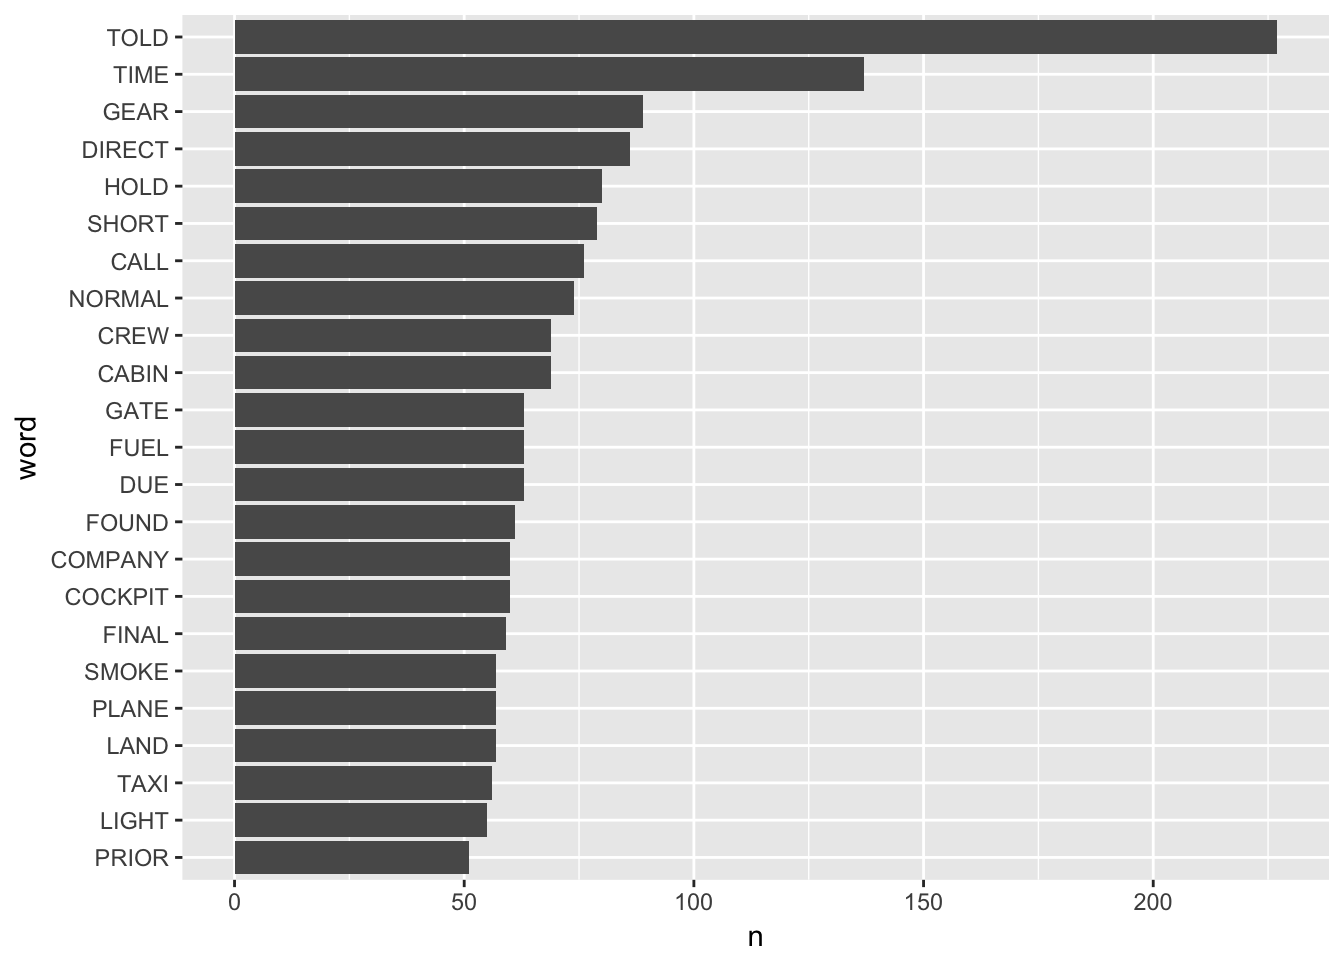 TOLD
TIME
GEAR
DIRECT
HOLD
SHORT
CALL
NORMAL
CREW
CABIN
GATE
FUEL
DUE
FOUND
COMPANY
COCKPIT
FINAL
SMOKE
PLANE
LAND
TAXI
LIGHT
PRIOR
word
0 50 100 150 200
n